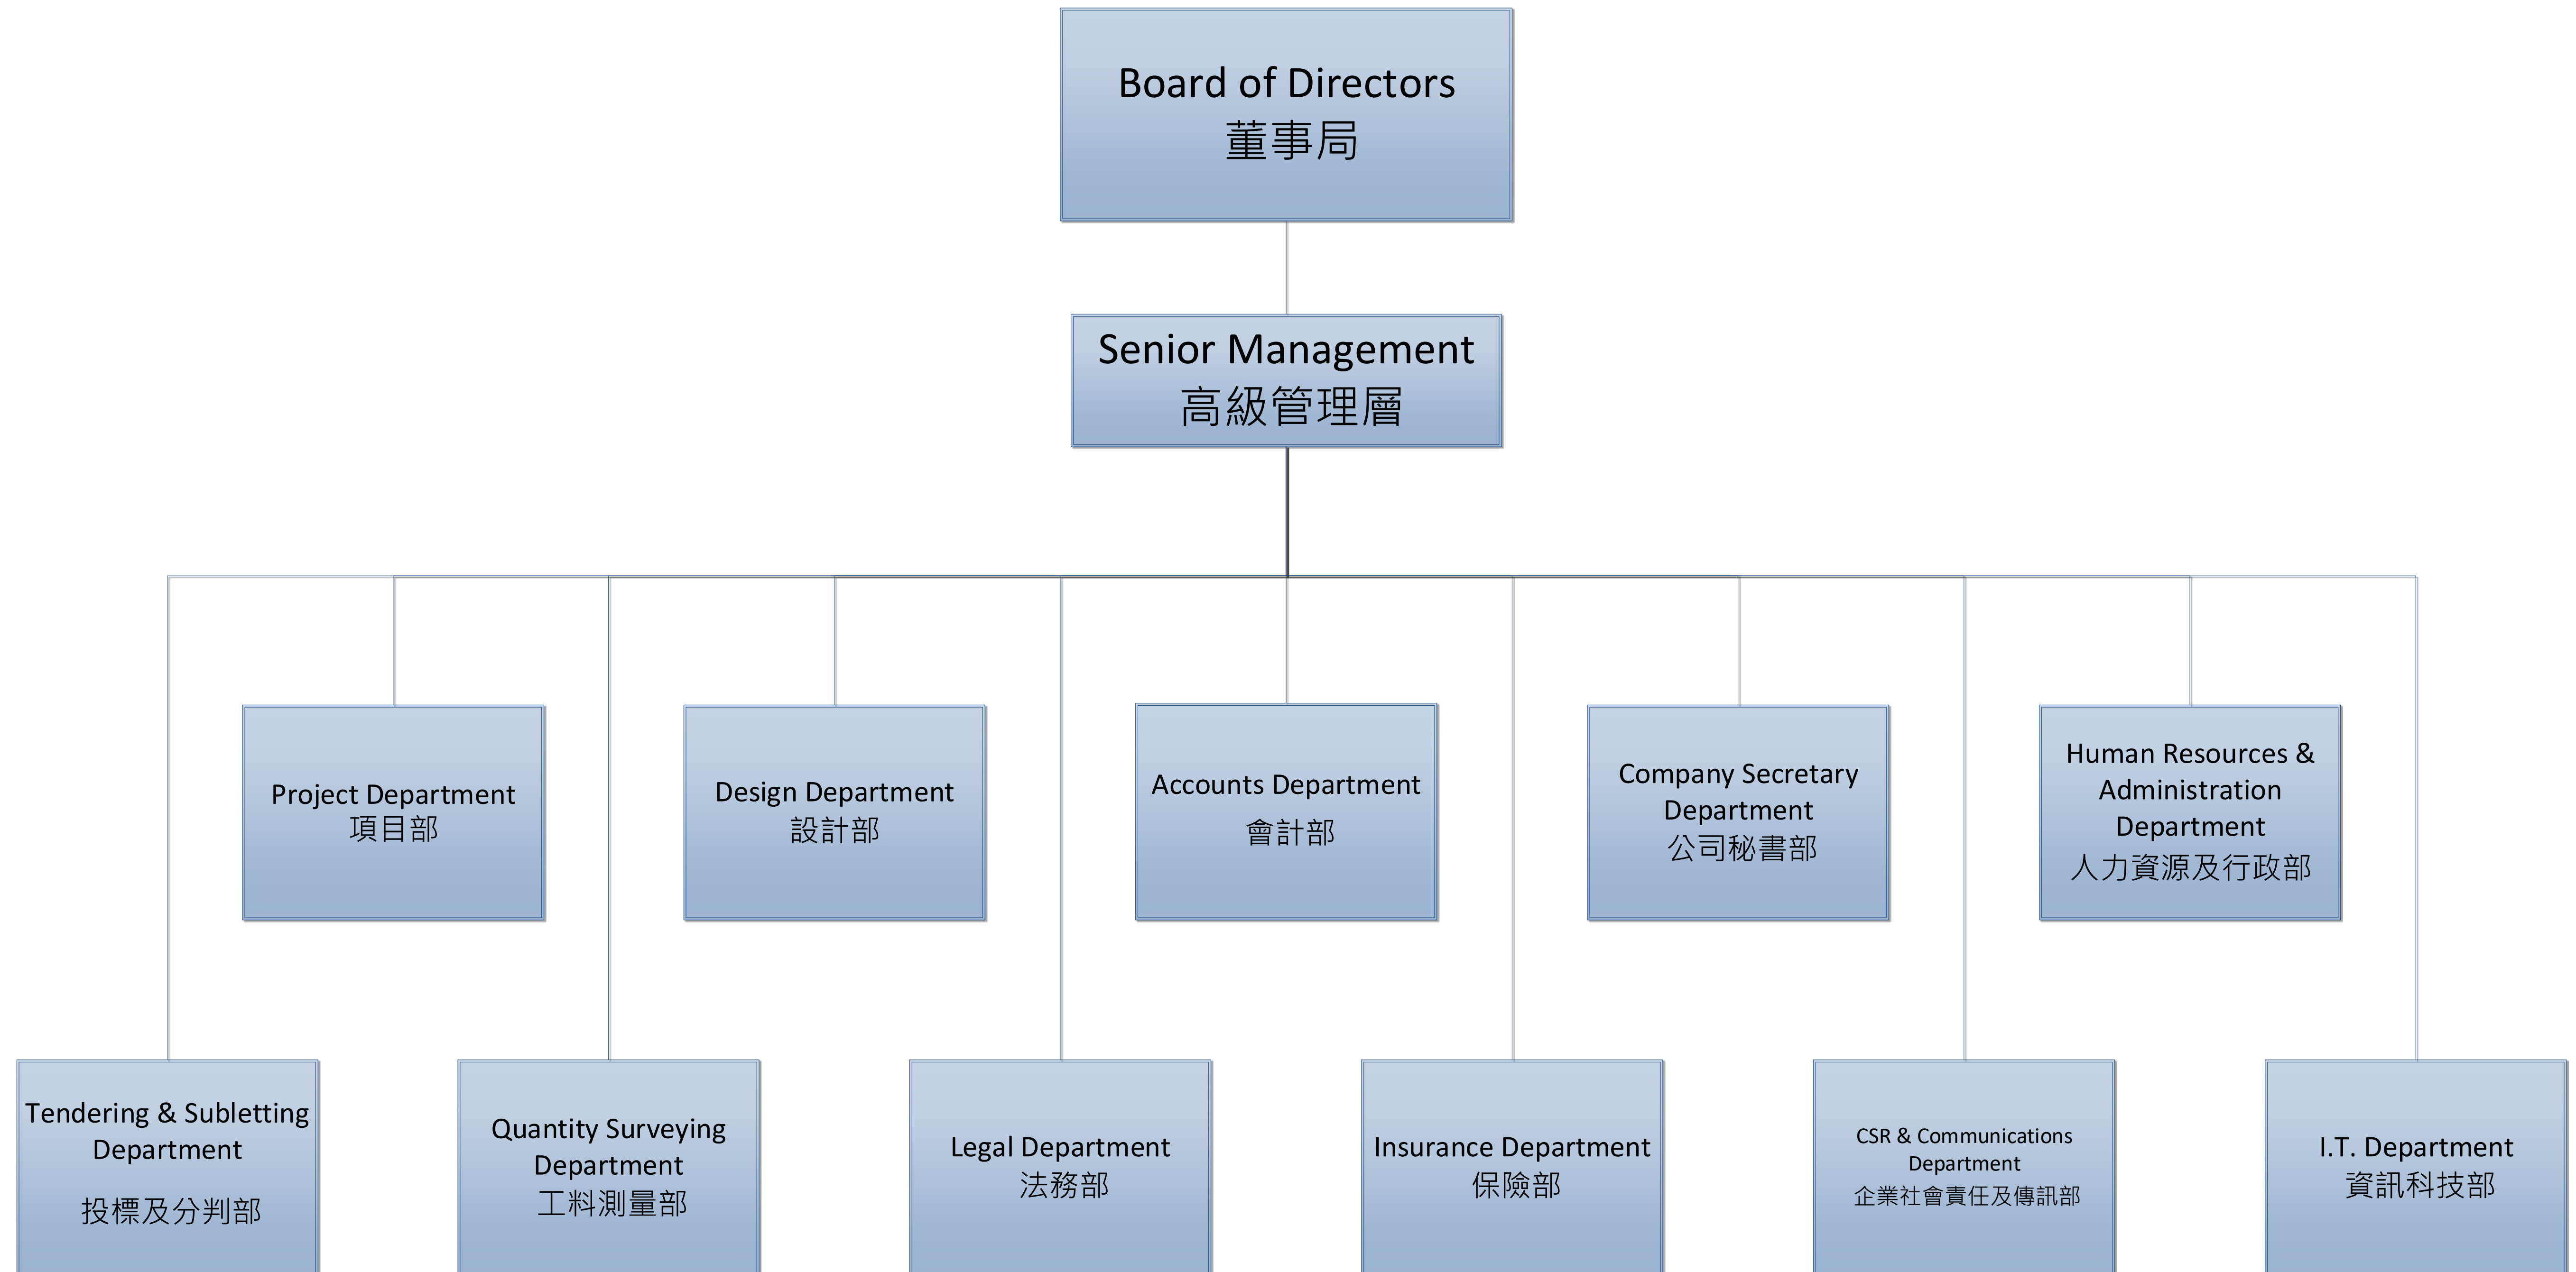 Board of Directors
董事局
Senior Management
高級管理層
Project Department
項目部
Design Department
設計部
Accounts Department
會計部
Company Secretary
Department
公司秘書部
Human Resources &
Administration
Department
人力資源及行政部
Tendering & Subletting
Department
投標及分判部
Quantity Surveying
Department
工料測量部
Legal Department
法務部
Insurance Department
保險部
CSR & Communications
Department
企業社會責任及傳訊部
I.T. Department
資訊科技部